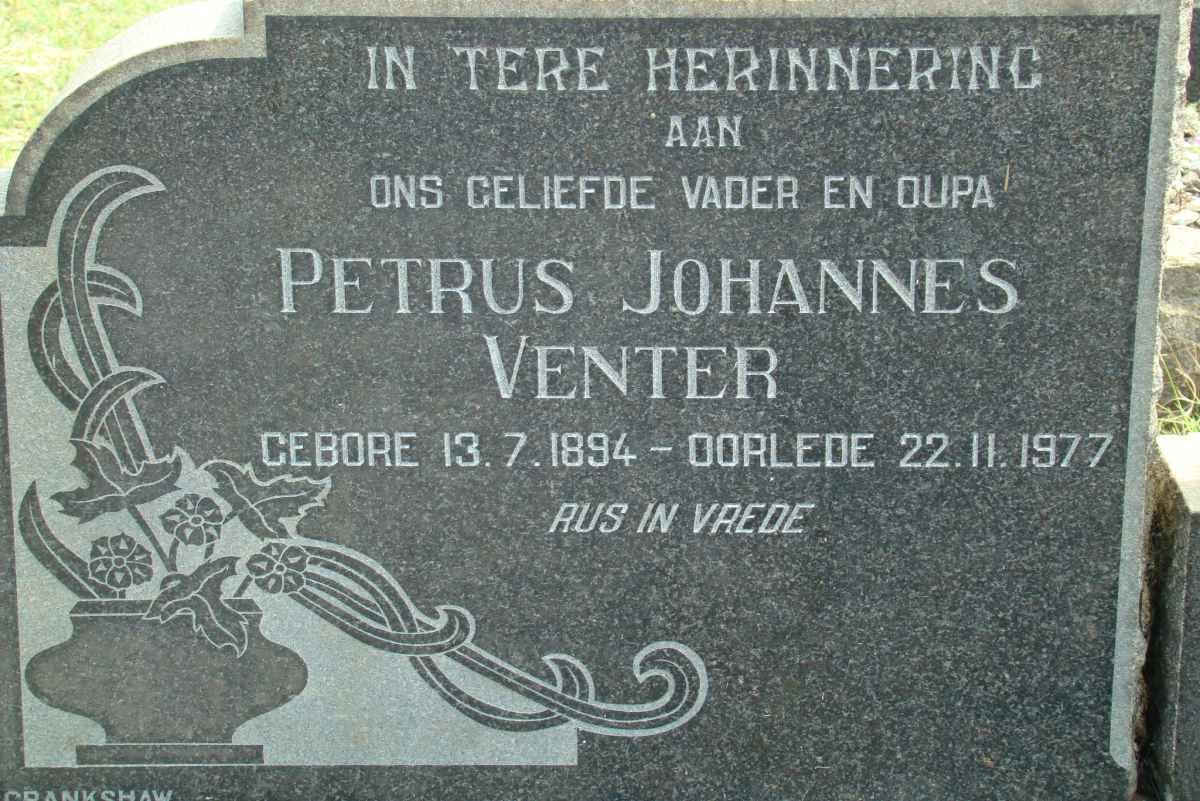 IN TERE HERINNERING
AAN
ONS GELIEFDE VADER EN OUPA
PETRUS JOHANNES
VENTER
GEBORE 13.7.1894 – OORLEDE 22.11.1977
RUS IN VREDE
CRANKSHAW